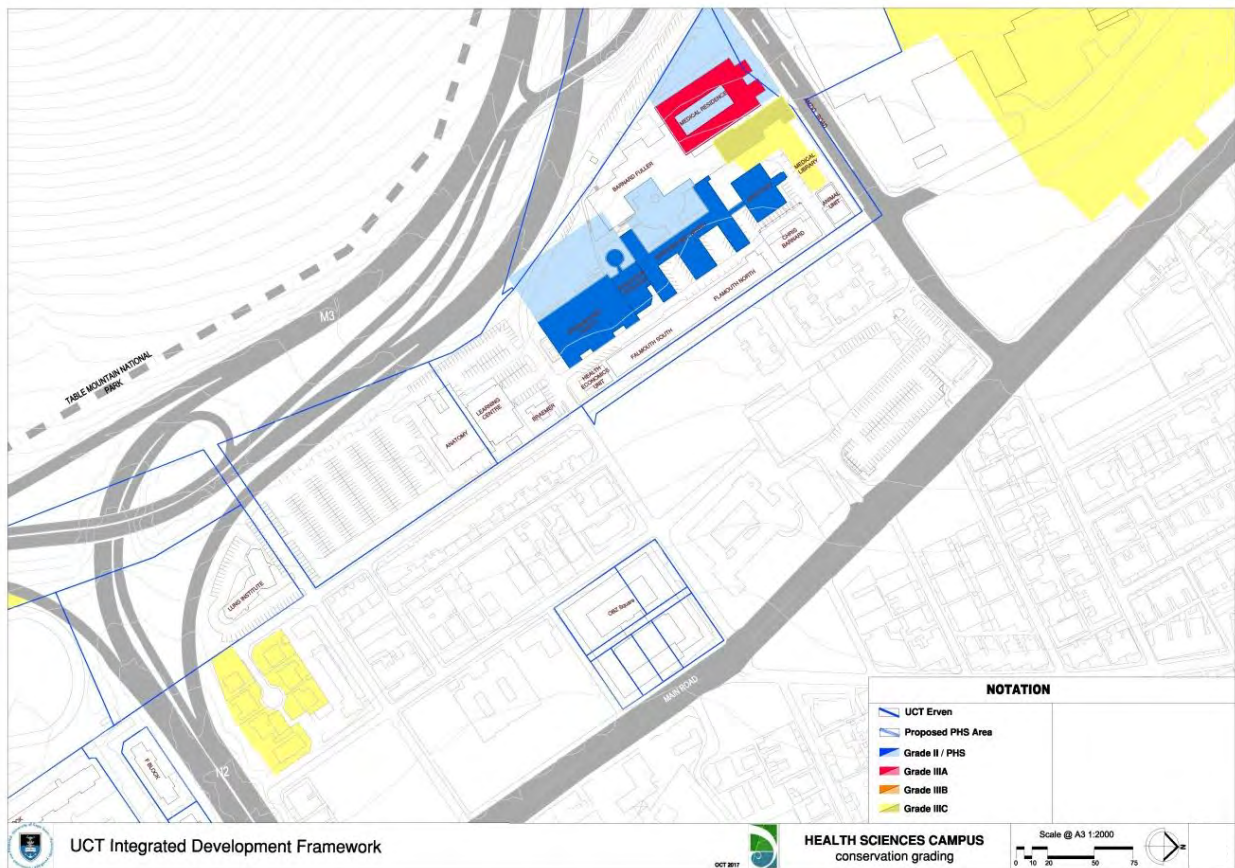 MEDICAL RESIDENCE
BARNARD FULLER
MEDICAL
LIBRARY
ANIMAL
UNIT
CHRIS
BARNARD
FLAMOUTH NORTH
FALMOUTH SOUTH
HEALTH
ECONOMICS
UNIT
BRAEMER
LEARNING
CENTRE
ANATOMY
M3
TABLE MOUNTAIN NATIONAL
PARK
LUNG INSTITUTE
OBZ Square
MAIN ROAD
N2
F BLOCK
NOTATION
UCT Erven
Proposed PHS Area
Grade II / PHS
Grade IIIA
Grade IIIB
Grade IIIC
UCT Integrated Development Framework
OCT 2017
HEALTH SCIENCES CAMPUS
conservation grading
Scale @ A3 1:2000
0 10 20 50 75
N